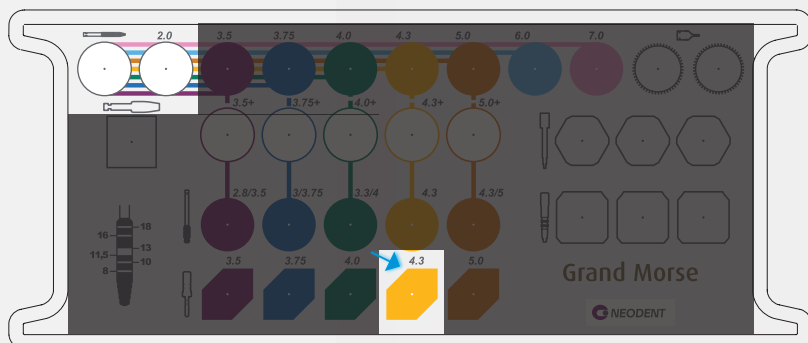 2.0 3.5 3.75 4.0 4.3 5.0 6.0 7.0
3.5+ 3.75+ 4.0+ 4.3+ 5.0+
2.8/3.5 3/3.75 3.3/4 4.3 4.3/5
18
16
13
11,5
10
8
3.5 3.75 4.0 4.3 5.0
Grand Morse
NEODENT